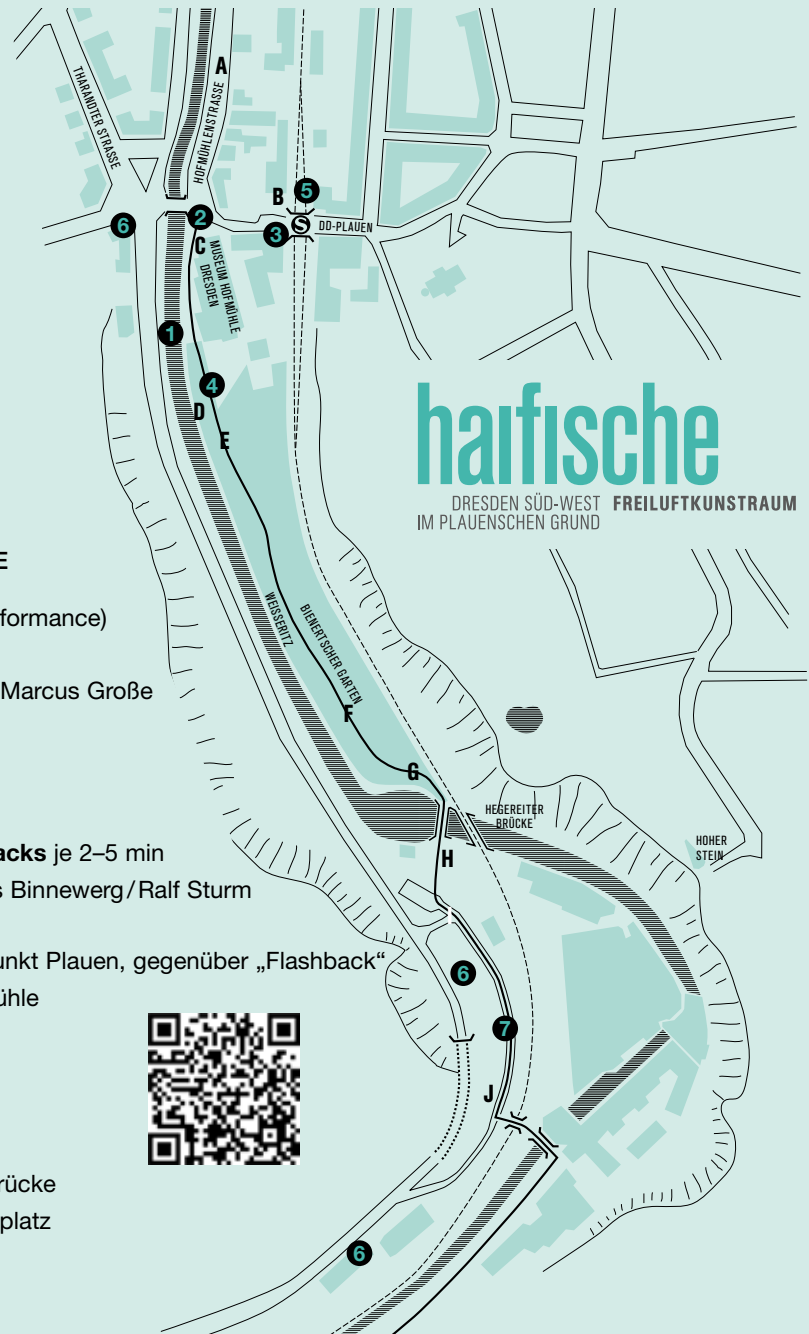 THARANDTER STRASSE
A
HOFMÜHLENSTRASSE
B
5
6
2
3
S
DD-PLAUEN
C
MUSEUM HOFMÜHLE
DRESDEN
1
4
D
E
haifische
DRESDEN SÜD-WEST FREILUFTKUNSTRAUM
IM PLAUENSCHEN GRUND
E
formance)
Marcus Große
WEISSERITZ
BIENERTSCHER GARTEN
F
G
HEGEREITER
BRÜCKE
HOHER
STEIN
H
acks je 2–5 min
s Binnewerg/Ralf Sturm
I
unkt Plauen, gegenüber „Flashback“
ühle
6
7
J
rücke
platz
6